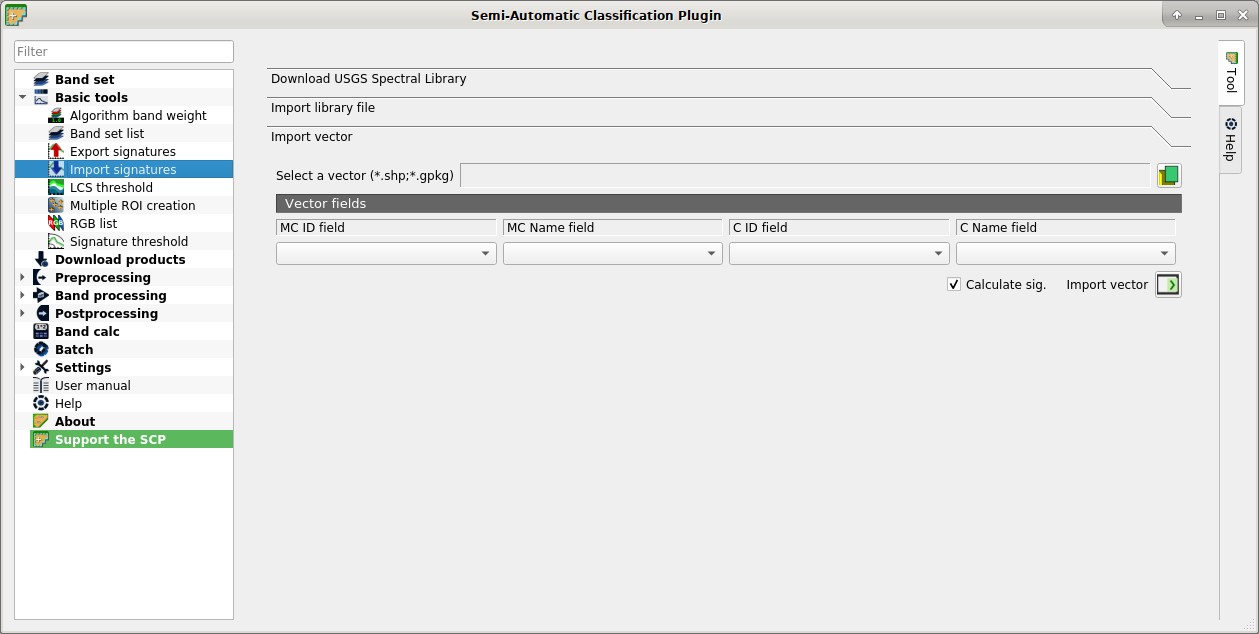 Semi-Automatic Classification Plugin
Filter
Band set
Basic tools
Algorithm band weight
Band set list
Export signatures
Import signatures
LCS threshold
Multiple ROI creation
RGB list
Signature threshold
Download products
Preprocessing
Band processing
Postprocessing
Band calc
Batch
Settings
User manual
Help
About
Support the SCP
Download USGS Spectral Library
Import library file
Import vector
Select a vector (*.shp;*.gpkg)
Vector fields
MC ID field MC Name field C ID field C Name field
Calculate sig. Import vector
Tool
Help